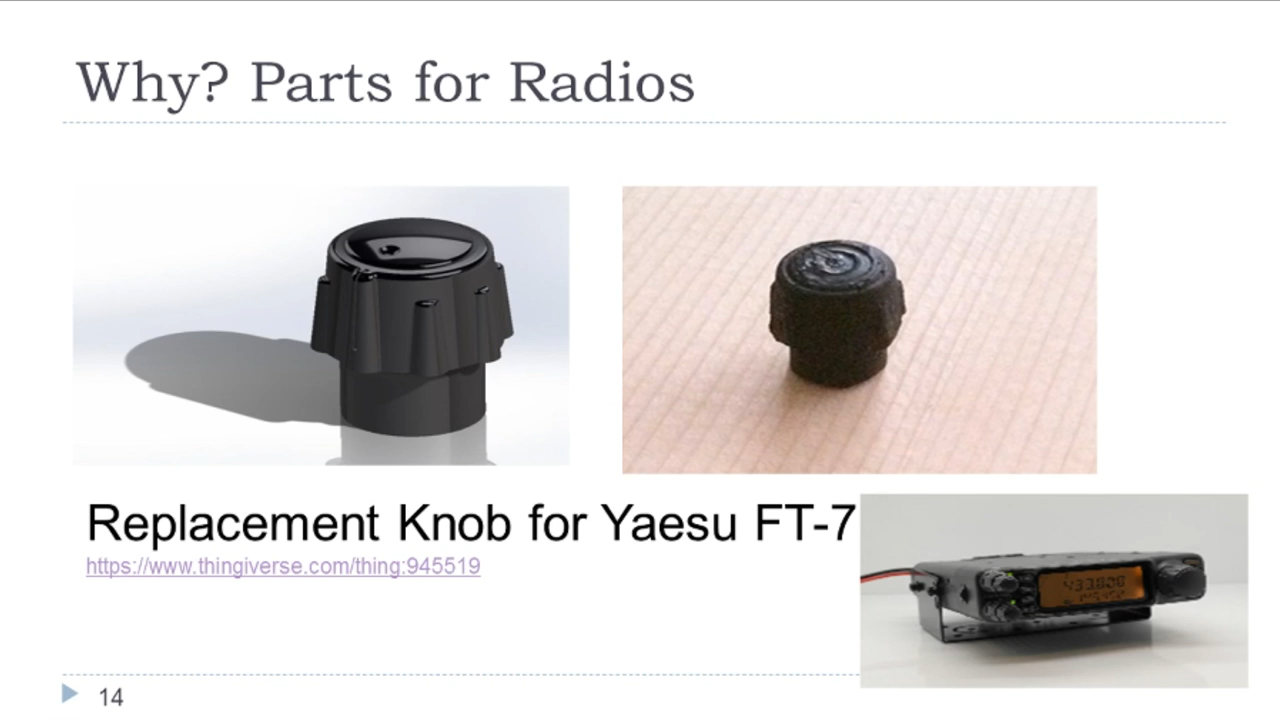 Why? Parts for Radios
Replacement Knob for Yaesu FT-7
https://www.thingiverse.com/thing:945519
14